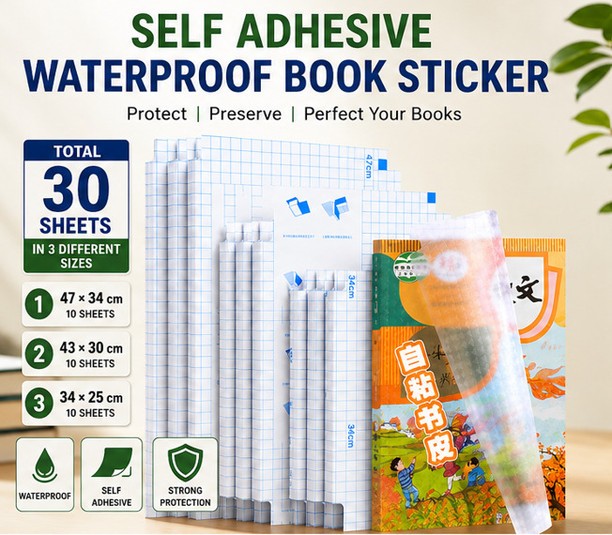 SELF ADHESIVE
WATERPROOF BOOK STICKER
Protect | Preserve | Perfect Your Books
TOTAL
30
SHEETS
IN 3 DIFFERENT
SIZES
1 47 × 34 cm
10 SHEETS
2 43 × 30 cm
10 SHEETS
3 34 × 25 cm
10 SHEETS
WATERPROOF
SELF
ADHESIVE
STRONG
PROTECTION
47cm
34cm
34cm
文
自粘书皮